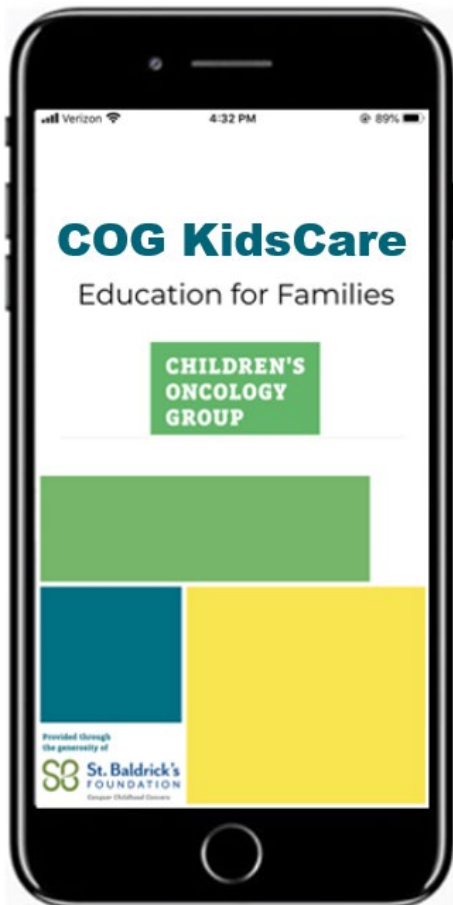 Verizon 4:32 PM 89%
COG KidsCare
Education for Families
CHILDREN'S
ONCOLOGY
GROUP
Provided through
the generosity of
SB St. Baldrick's
FOUNDATION
Conquer Childhood Cancers